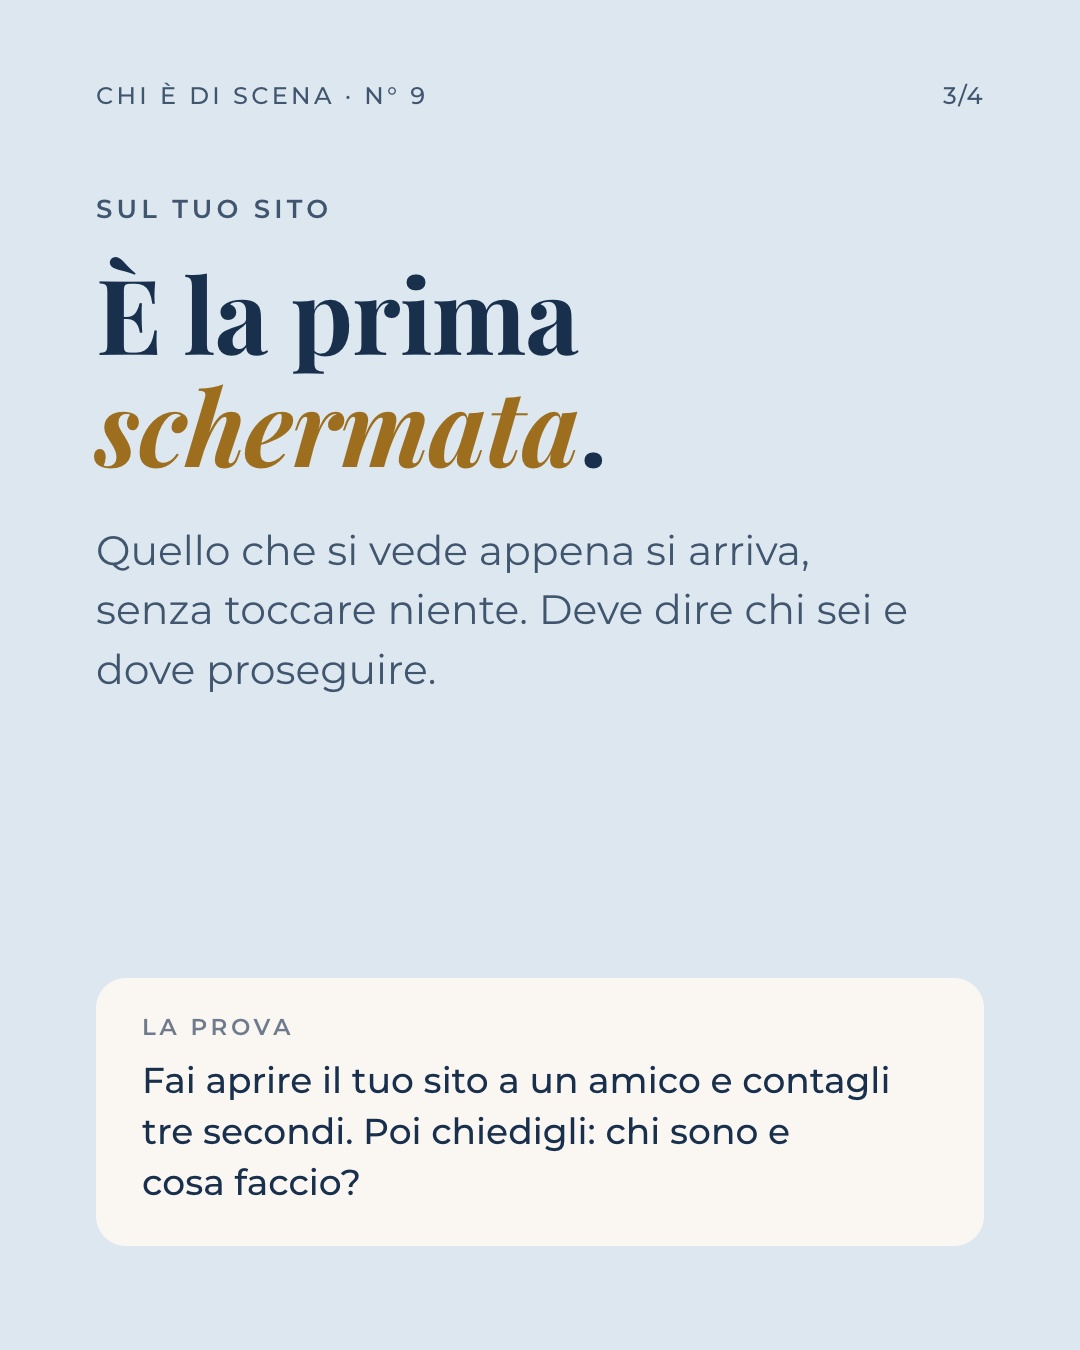 CHI È DI SCENA · N° 9
3/4
SUL TUO SITO
È la prima
schermata.
Quello che si vede appena si arriva,
senza toccare niente. Deve dire chi sei e
dove proseguire.
LA PROVA
Fai aprire il tuo sito a un amico e contagli
tre secondi. Poi chiedigli: chi sono e
cosa faccio?